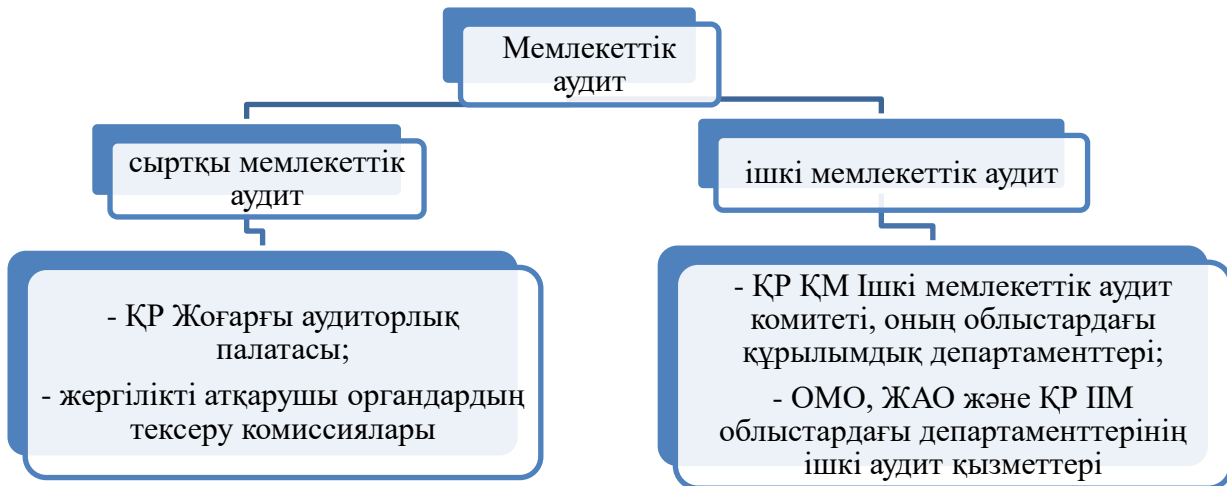 Мемлекеттік
аудит
сыртқы мемлекеттік
аудит
ішкі мемлекеттік аудит
- ҚР Жоғарғы аудиторлық
палатасы;
- жергілікті атқарушы органдардың
тексеру комиссиялары
- ҚР ҚМ Ішкі мемлекеттік аудит
комитеті, оның облыстардағы
құрылымдық департаменттері;
- ОМО, ЖАО және ҚР ІІМ
облыстардағы департаменттерінің
ішкі аудит қызметтері